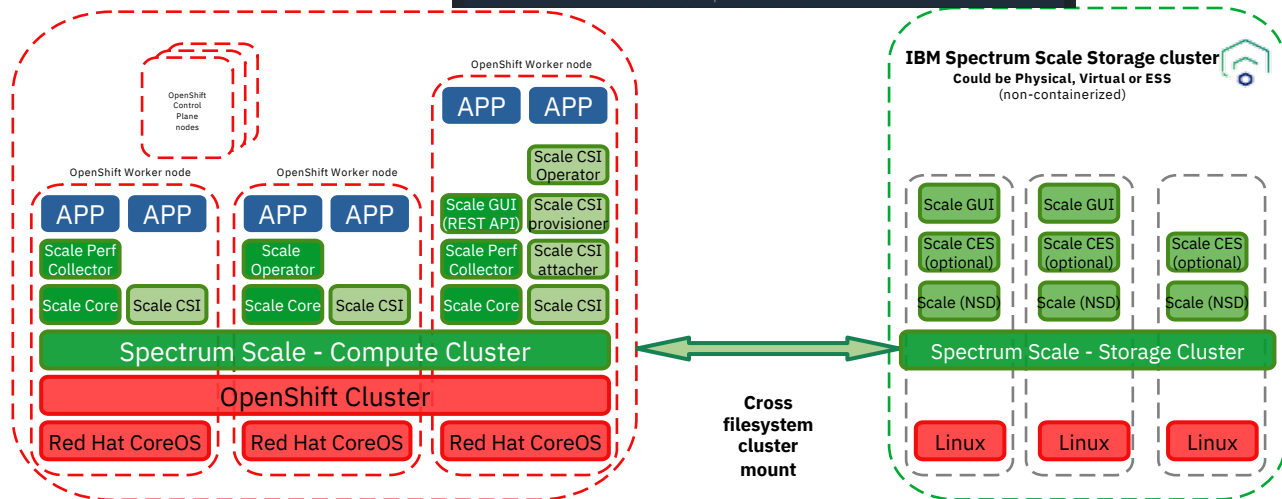 OpenShift
Control
Plane
nodes
OpenShift Worker node
APP
APP
Scale Perf
Collector
Scale Core
Scale CSI
OpenShift Worker node
APP
APP
Scale
Operator
Scale Core
Scale CSI
OpenShift Worker node
APP
APP
Scale CSI
Operator
Scale GUI
(REST API)
Scale CSI
provisioner
Scale Perf
Collector
Scale CSI
attacher
Scale Core
Scale CSI
Spectrum Scale - Compute Cluster
OpenShift Cluster
Red Hat CoreOS
Red Hat CoreOS
Red Hat CoreOS
Cross
filesystem
cluster
mount
IBM Spectrum Scale Storage cluster
Could be Physical, Virtual or ESS
(non-containerized)
Scale GUI
Scale CES
(optional)
Scale (NSD)
Scale GUI
Scale CES
(optional)
Scale (NSD)
Scale CES
(optional)
Scale (NSD)
Spectrum Scale - Storage Cluster
Linux
Linux
Linux